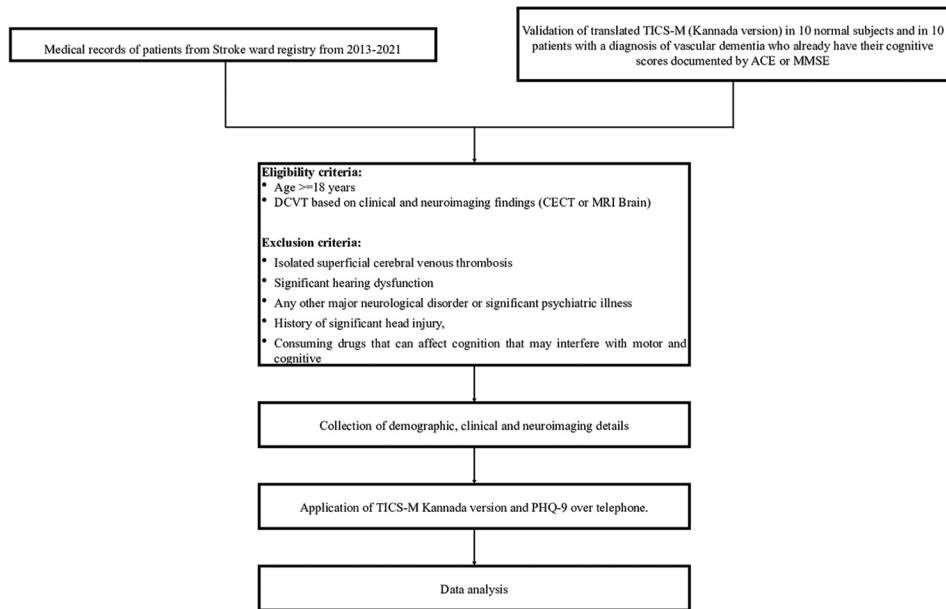 Medical records of patients from Stroke ward registry from 2013-2021
Validation of translated TICS-M (Kannada version) in 10 normal subjects and in 10
patients with a diagnosis of vascular dementia who already have their cognitive
scores documented by ACE or MMSE
Eligibility criteria:
• Age >=18 years
• DCVT based on clinical and neuroimaging findings (CECT or MRI Brain)
Exclusion criteria:
• Isolated superficial cerebral venous thrombosis
• Significant hearing dysfunction
• Any other major neurological disorder or significant psychiatric illness
• History of significant head injury,
• Consuming drugs that can affect cognition that may interfere with motor and
cognitive
Collection of demographic, clinical and neuroimaging details
Application of TICS-M Kannada version and PHQ-9 over telephone.
Data analysis